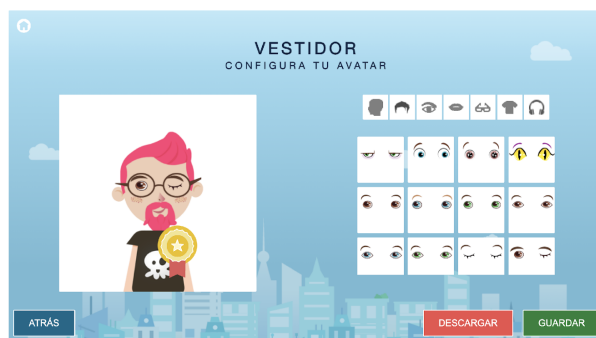 VESTIDOR
CONFIGURA TU AVATAR
ATRÁS
DESCARGAR
GUARDAR